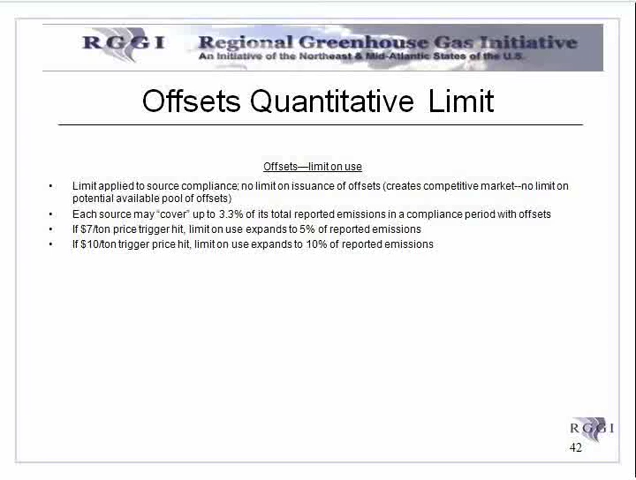 RGGI Regional Greenhouse Gas Initiative
An Initiative of the Northeast & Mid-Atlantic States of the U.S.
Offsets Quantitative Limit
Offsets—limit on use
• Limit applied to source compliance; no limit on issuance of offsets (creates competitive market--no limit on
potential available pool of offsets)
• Each source may “cover” up to 3.3% of its total reported emissions in a compliance period with offsets
• If $7/ton price trigger hit, limit on use expands to 5% of reported emissions
• If $10/ton trigger price hit, limit on use expands to 10% of reported emissions
RGGI
42